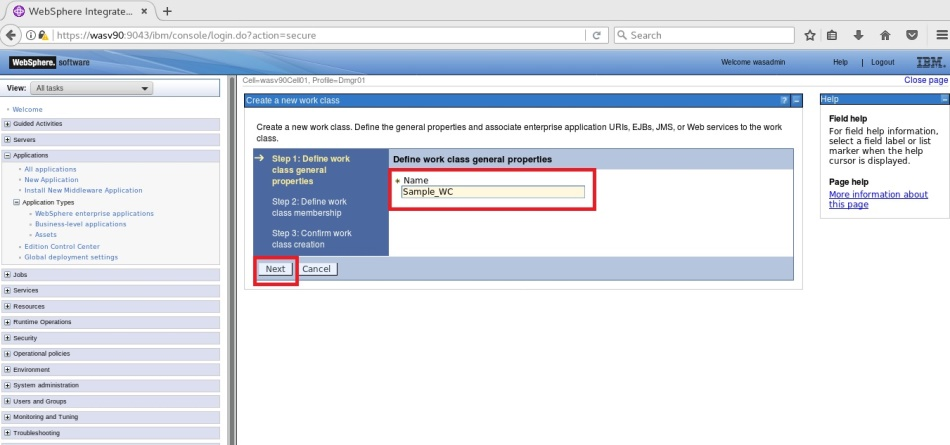 WebSphere Integrate...
https://wasv90:9043/ibm/console/login.do?action=secure
Search
WebSphere. software
Welcome wasadmin
Help | Logout
IBM.
View: All tasks
Cell=wasv90Cell01, Profile=Dmgr01
Close page
Welcome
Guided Activities
Servers
Applications
All applications
New Application
Install New Middleware Application
Application Types
WebSphere enterprise applications
Business-level applications
Assets
Edition Control Center
Global deployment settings
Jobs
Services
Resources
Runtime Operations
Security
Operational policies
Environment
System administration
Users and Groups
Monitoring and Tuning
Troubleshooting
Create a new work class
Create a new work class. Define the general properties and associate enterprise application URIs, EJBs, JMS, or Web services to the work
class.
Step 1: Define work
class general
properties
Step 2: Define work
class membership
Step 3: Confirm work
class creation
Define work class general properties
* Name
Sample_WC
Next Cancel
Help
Field help
For field help information,
select a field label or list
marker when the help
cursor is displayed.
Page help
More information about
this page